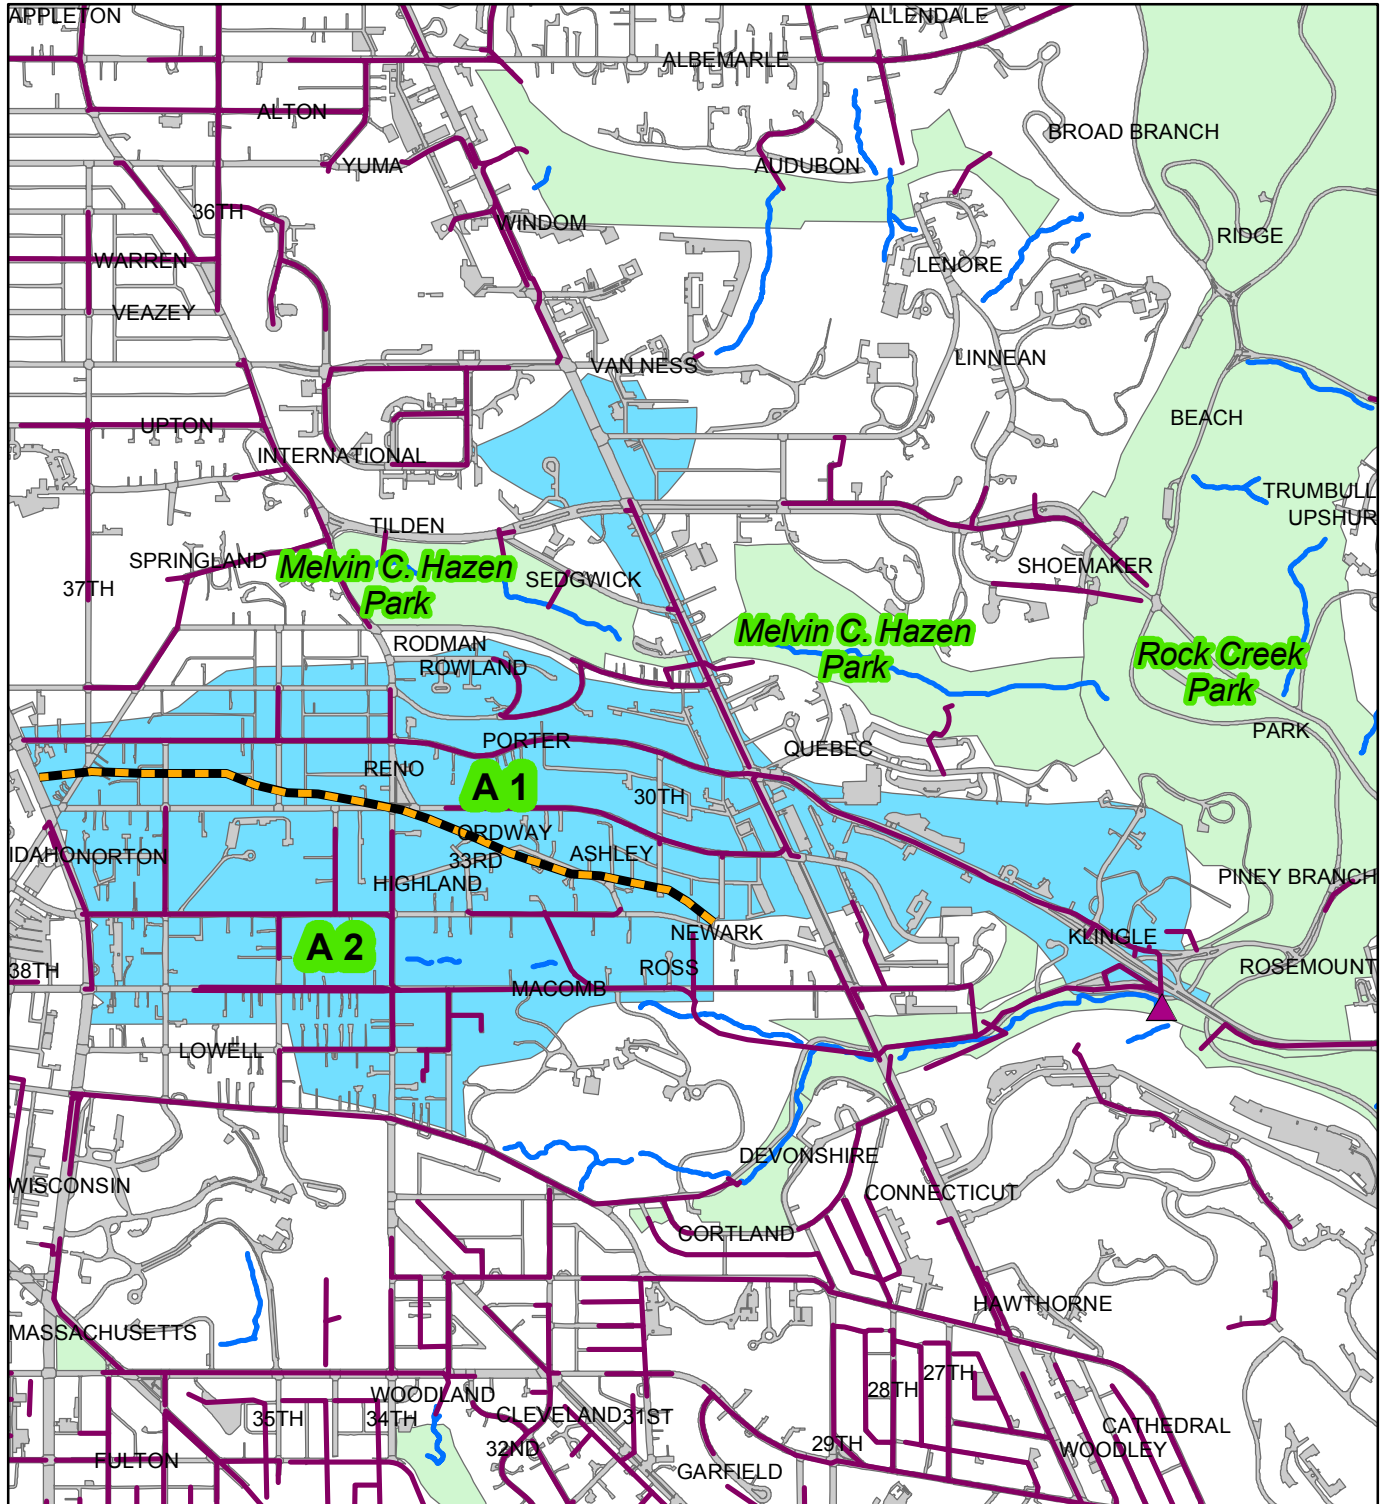 APPLETON
ALLENDALE
ALBEMARLE
ALTON
BROAD BRANCH
YUMA
AUDUBON
36TH
WINDOM
RIDGE
WARREN
LENORE
VEAZEY
VAN NESS
LINNEAN
BEACH
UPTON
INTERNATIONAL
TRUMBULL
UPSHUR
TILDEN
SPRINGLAND
Melvin C. Hazen
Park
SEDGWICK
SHOEMAKER
37TH
RODMAN
Melvin C. Hazen
Park
Rock Creek
Park
ROWLAND
PARK
PORTER
QUEBEC
RENO
A 1
30TH
ORDWAY
IDAHO
NORTON
33RD
ASHLEY
HIGHLAND
PINEY BRANCH
NEWARK
KLINGLE
A 2
38TH
ROSS
ROSEMOUNT
MACOMB
LOWELL
DEVONSHIRE
WISCONSIN
CONNECTICUT
CORTLAND
HAWTHORNE
MASSACHUSETTS
27TH
28TH
WOODLAND
35TH
34TH
CLEVELAND
31ST
CATHEDRAL
32ND
29TH
WOODLEY
FULTON
GARFIELD